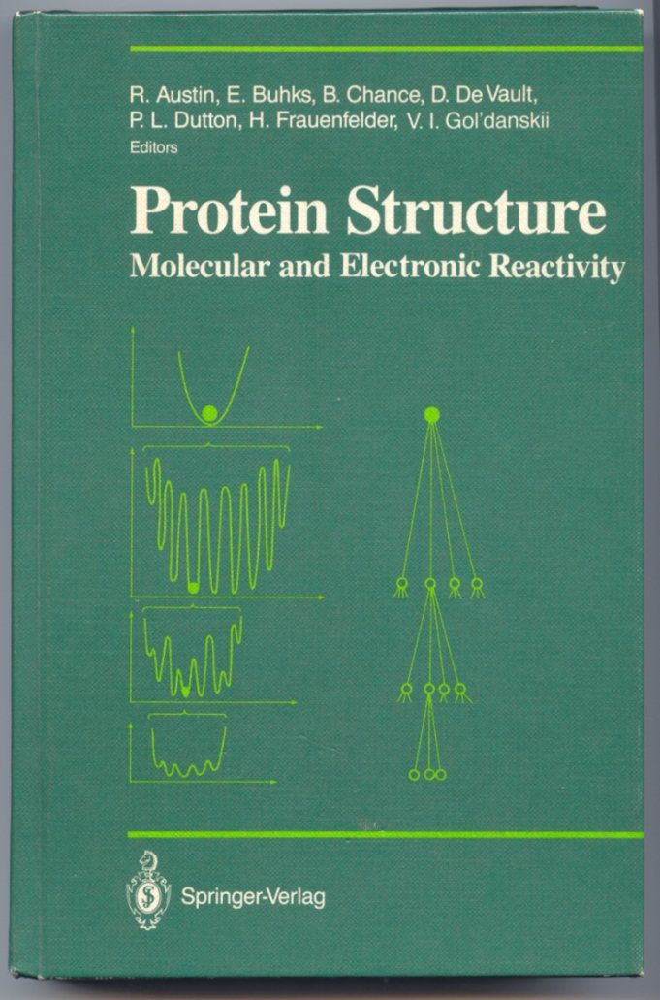 R. Austin, E. Buhks, B. Chance, D. De Vault,
P. L. Dutton, H. Frauenfelder, V. I. Gol'danskii
Editors
Protein Structure
Molecular and Electronic Reactivity
Springer-Verlag